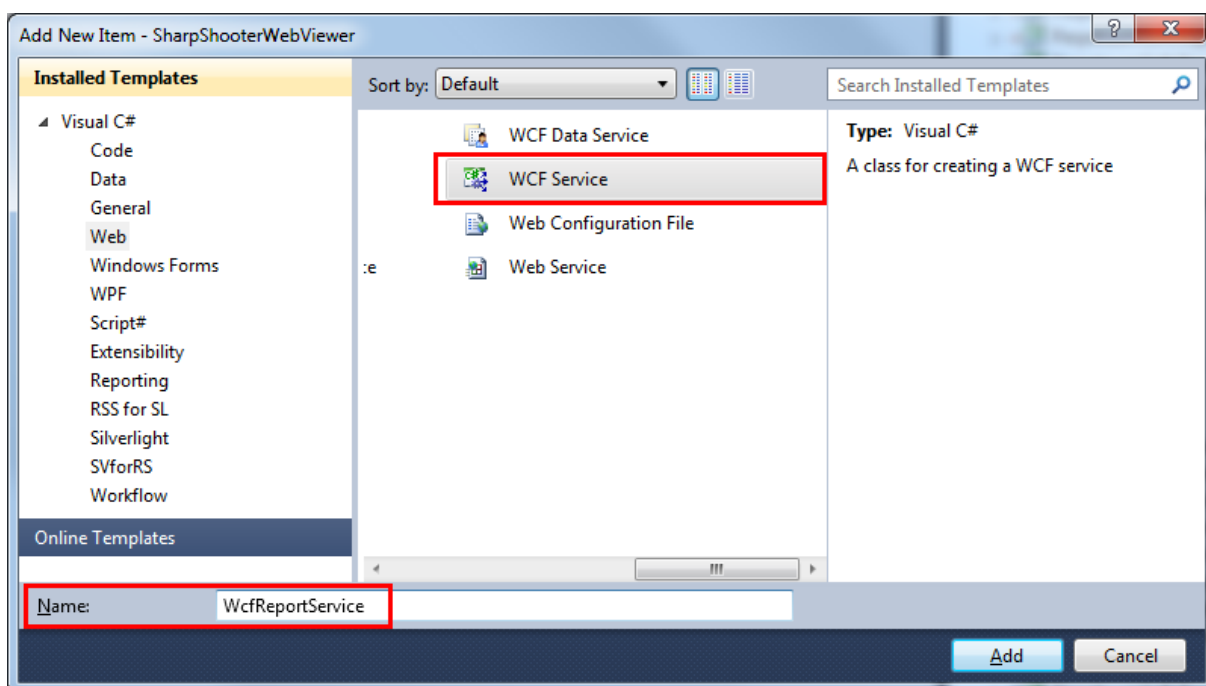 Add New Item - SharpShooterWebViewer
Installed Templates
Sort by: Default
Search Installed Templates
Visual C#
Code
Data
General
Web
Windows Forms
WPF
Script#
Extensibility
Reporting
RSS for SL
Silverlight
SVforRS
Workflow
Online Templates
WCF Data Service
WCF Service
Web Configuration File
:e
Web Service
Type: Visual C#
A class for creating a WCF service
Name: WcfReportService
Add Cancel